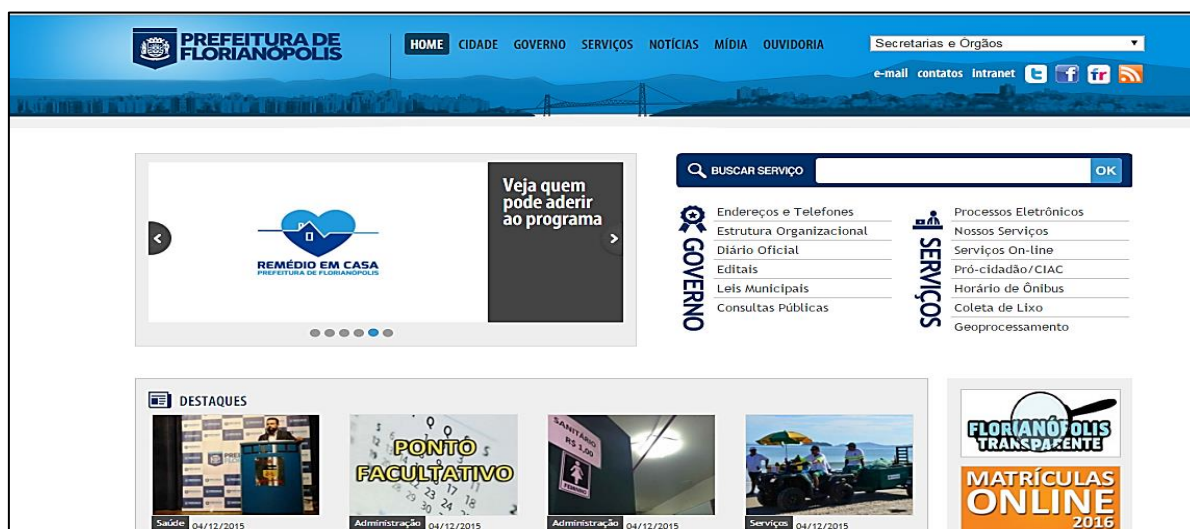 PREFEITURA DE
FLORIANÓPOLIS
HOME CIDADE GOVERNO SERVIÇOS NOTÍCIAS MÍDIA OUVIDORIA
Secretarias e Órgãos
e-mail contatos intranet
Veja quem
pode aderir
ao programa
REMÉDIO EM CASA
PREFEITURA DE FLORIANÓPOLIS
BUSCAR SERVIÇO
OK
GOVERNO
Endereços e Telefones
Estrutura Organizacional
Diário Oficial
Editais
Leis Municipais
Consultas Públicas
SERVIÇOS
Processos Eletrônicos
Nossos Serviços
Serviços On-line
Pró-cidadão/CIAC
Horário de Ônibus
Coleta de Lixo
Geoprocessamento
DESTAQUES
PONTO
FACULTATIVO
SANITÁRIO
R$ 1,00
FEMININO
Saúde 04/12/2015
Administração 04/12/2015
Administração 04/12/2015
Serviços 04/12/2015
FLORIANÓPOLIS
TRANSPARENTE
MATRÍCULAS
ONLINE
2016